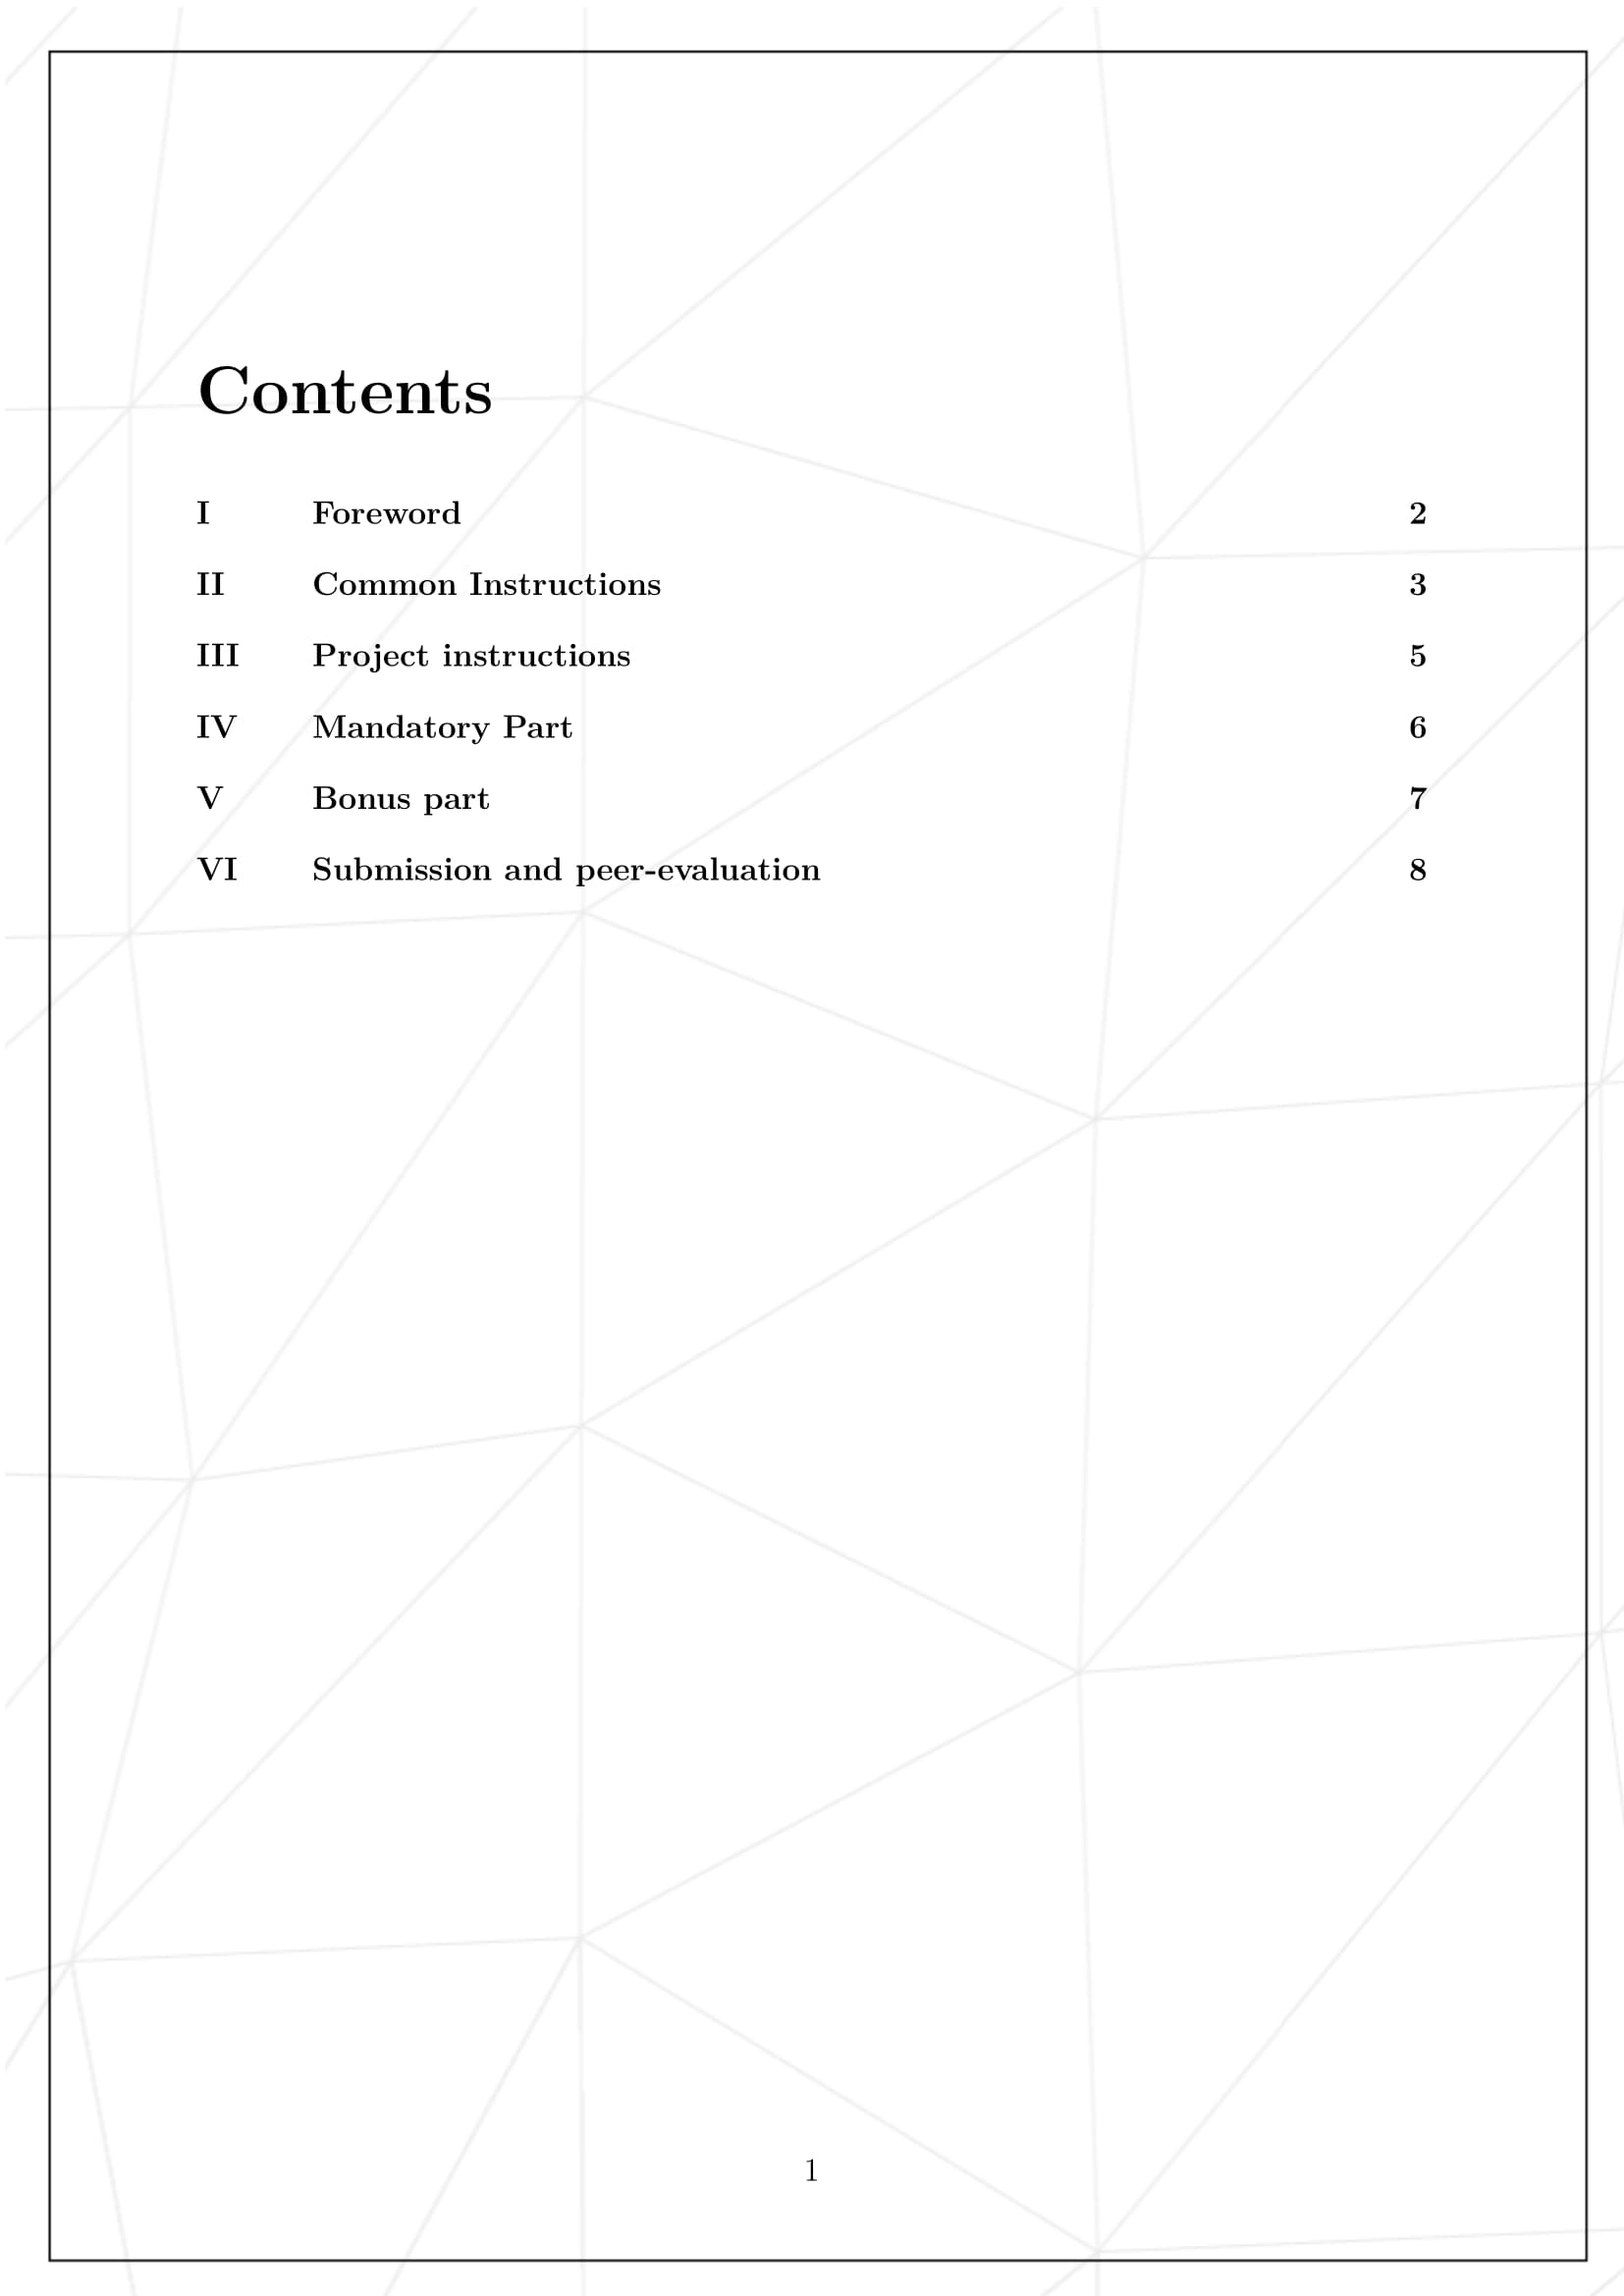 Contents
I Foreword 2
II Common Instructions 3
III Project instructions 5
IV Mandatory Part 6
V Bonus part 7
VI Submission and peer-evaluation 8
1